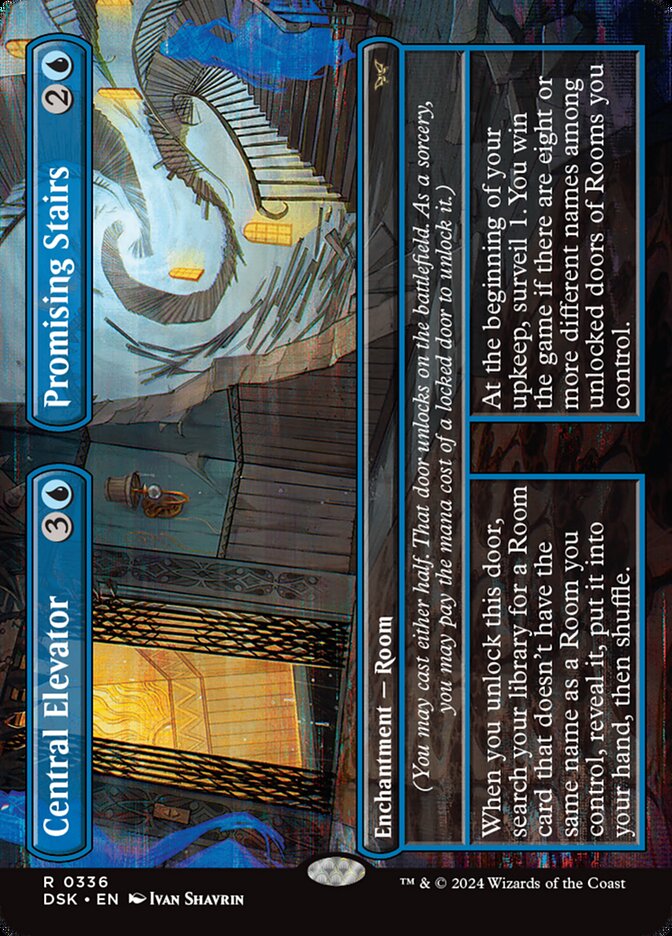 Central Elevator 3
Promising Stairs 2
Enchantment — Room
(You may cast either half. That door unlocks on the battlefield. As a sorcery,
you may pay the mana cost of a locked door to unlock it.)
When you unlock this door,
search your library for a Room
card that doesn't have the
same name as a Room you
control, reveal it, put it into
your hand, then shuffle.
At the beginning of your
upkeep, surveil 1. You win
the game if there are eight or
more different names among
unlocked doors of Rooms you
control.
R 0336
DSK • EN Ivan Shavrin
™ & © 2024 Wizards of the Coast